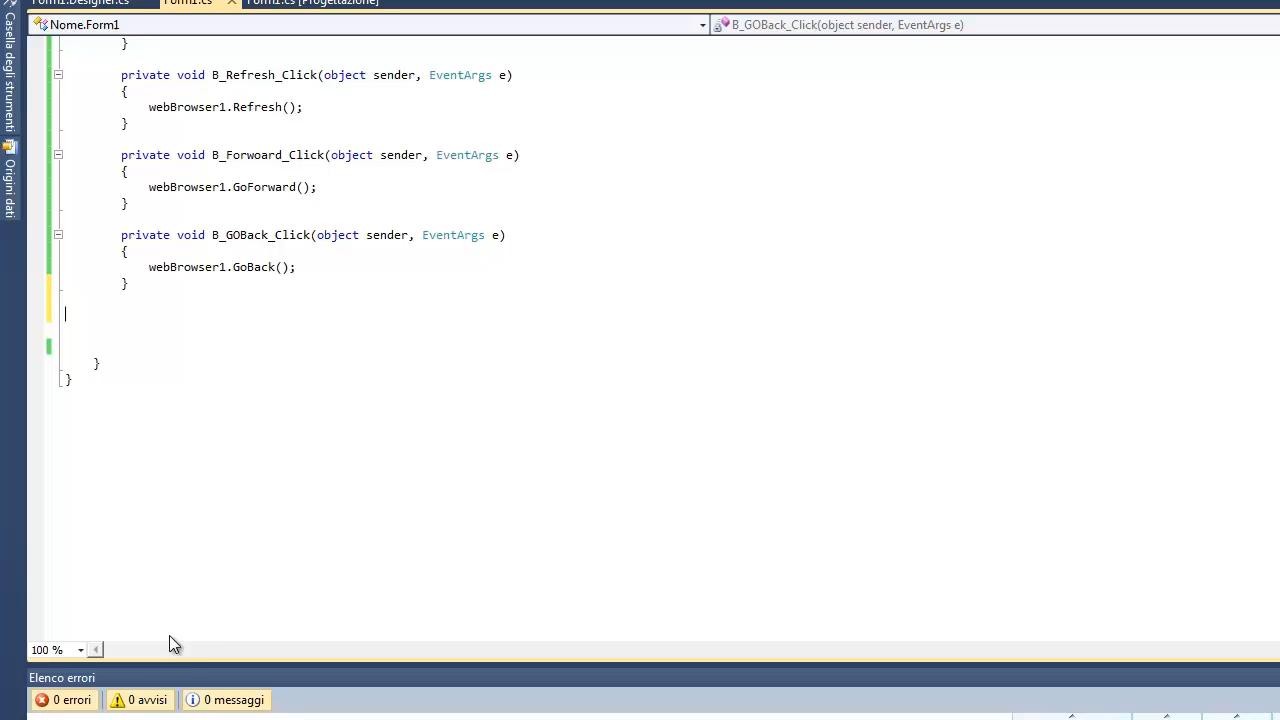 Form1.Designer.cs
Form1.cs
Form1.cs [Progettazione]
Casella degli strumenti
Origini dati
Nome.Form1
B_GOBack_Click(object sender, EventArgs e)
}
private void B_Refresh_Click(object sender, EventArgs e)
{
webBrowser1.Refresh();
}
private void B_Forwoard_Click(object sender, EventArgs e)
{
webBrowser1.GoForward();
}
private void B_GOBack_Click(object sender, EventArgs e)
{
webBrowser1.GoBack();
}
}
}
100 %
Elenco errori
0 errori
0 avvisi
0 messaggi